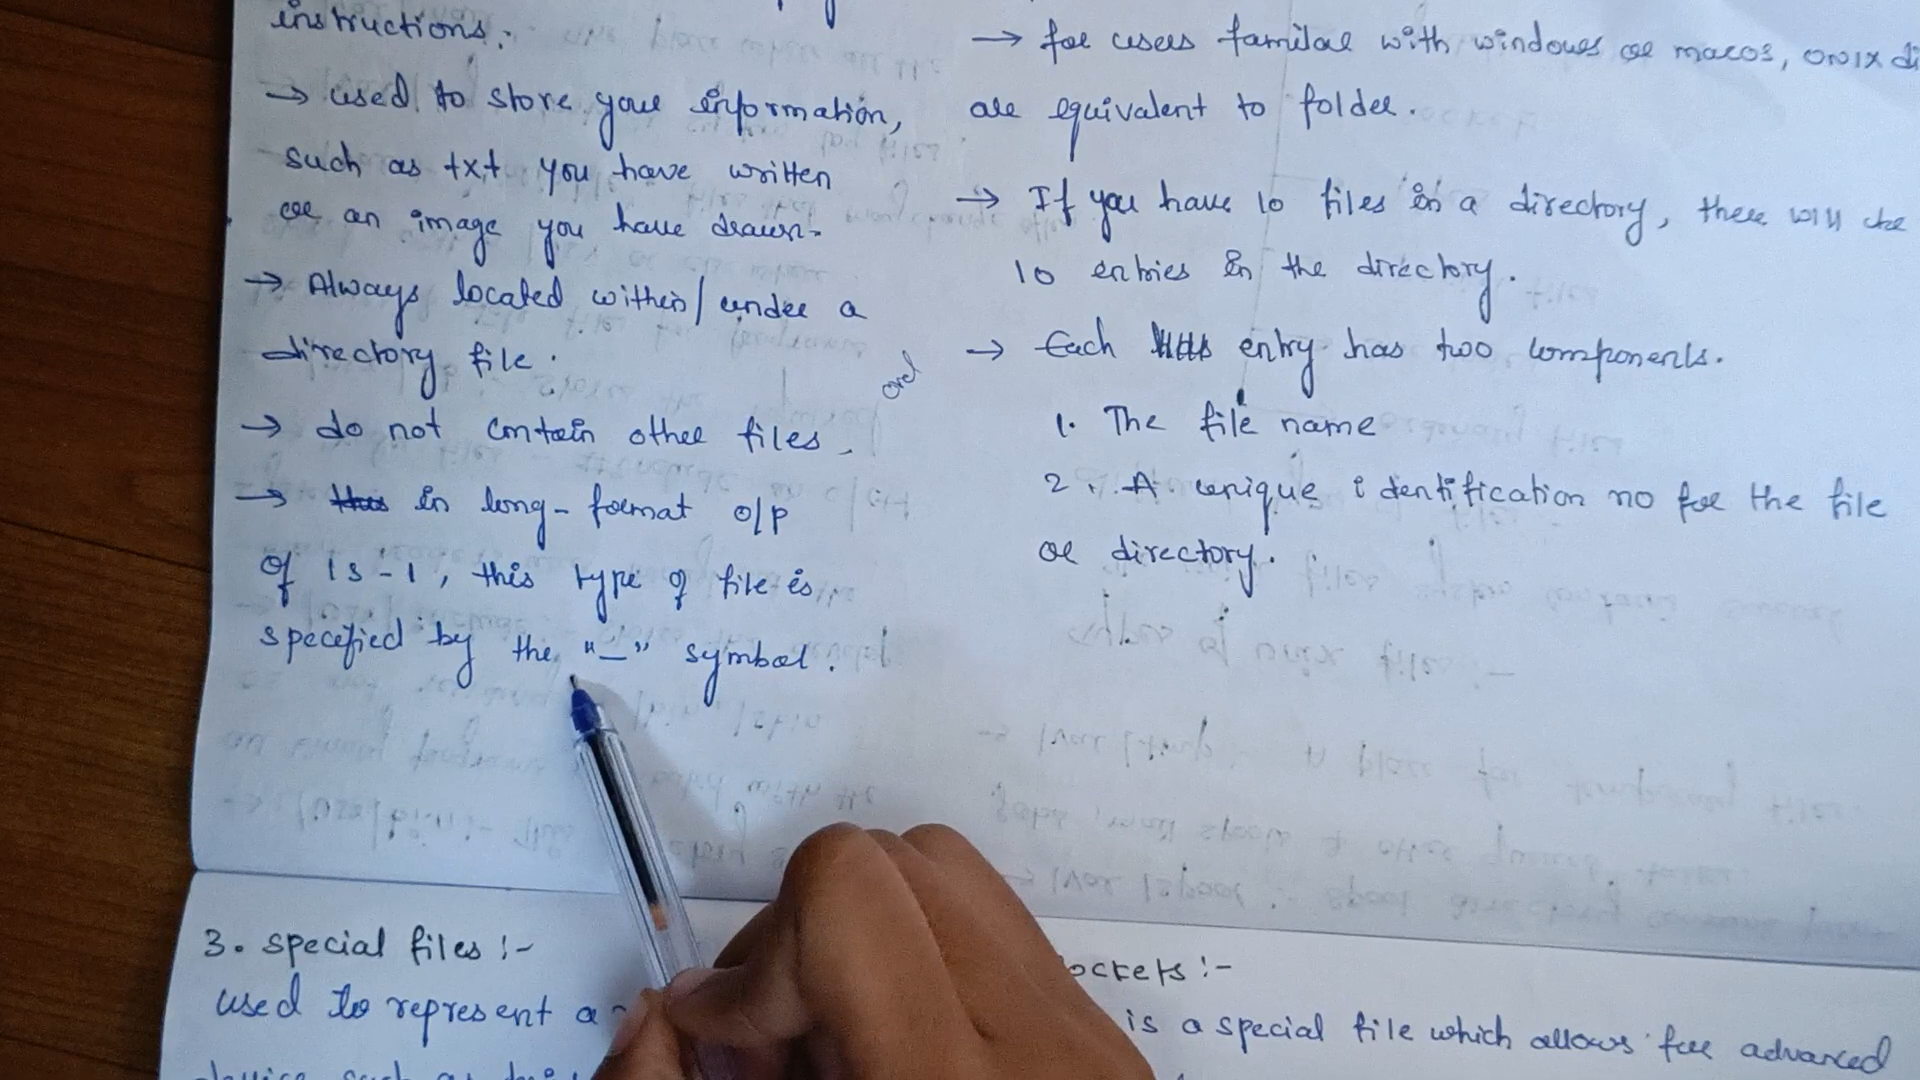 instructions:-
→ used to store your information,
such as txt you have written
or an image you have drawn.
→ Always located within/under a
directory file.
→ do not contain other files.
→ in long-format o/p
of ls-l, this type of file is
specified by the "_" symbol.
→ for users familar with windows or macos, UNIX di
are equivalent to folder.
→ If you have 10 files in a directory, there will be
10 entries in the directory.
→ Each entry has two components.
1. The file name
2. A unique identification no for the file
or directory.
3. special files :-
used to represent a
ockets :-
is a special file which allows for advanced